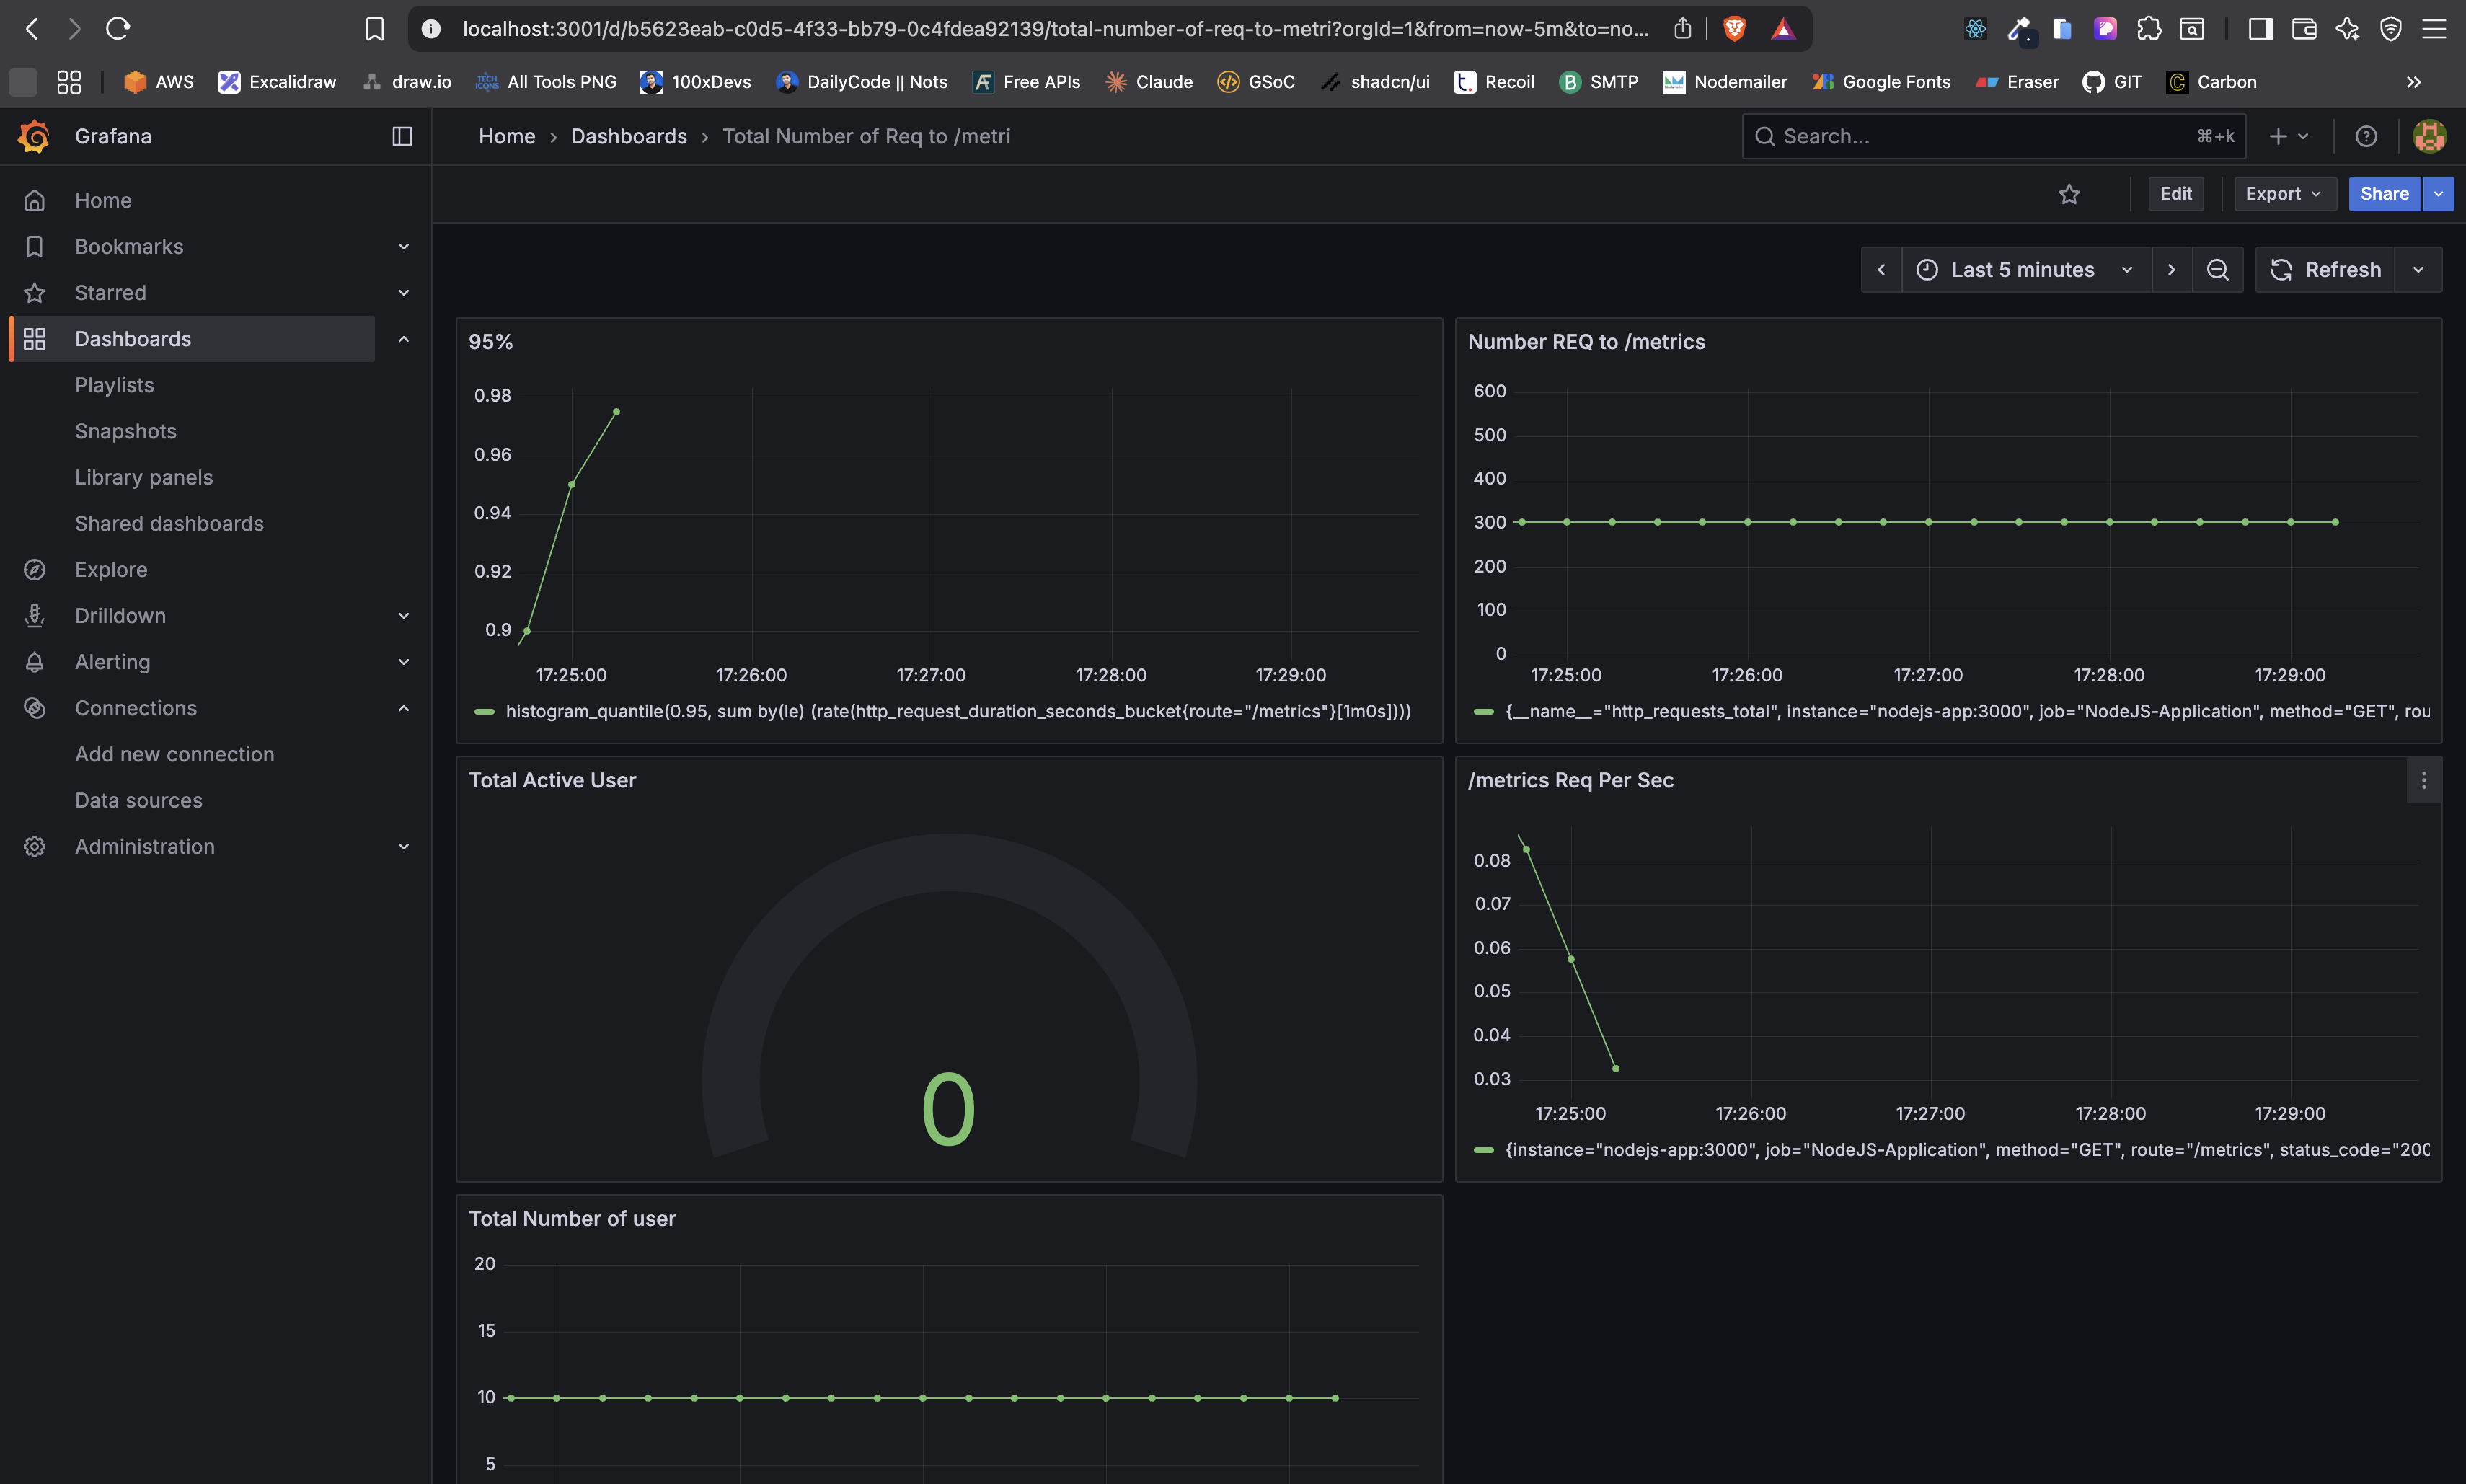 localhost:3001/d/b5623eab-c0d5-4f33-bb79-0c4fdea92139/total-number-of-req-to-metri?orgId=1&from=now-5m&to=no...
AWS Excalidraw draw.io TECH ICONS All Tools PNG 100xDevs DailyCode || Nots Free APIs Claude GSoC shadcn/ui Recoil SMTP Nodemailer Google Fonts Eraser GIT Carbon
Grafana
Home › Dashboards › Total Number of Req to /metri
Search... ⌘+k
Edit Export Share
Home
Bookmarks
Starred
Dashboards
Playlists
Snapshots
Library panels
Shared dashboards
Explore
Drilldown
Alerting
Connections
Add new connection
Data sources
Administration
Last 5 minutes Refresh
95%
0.98
0.96
0.94
0.92
0.9
17:25:00 17:26:00 17:27:00 17:28:00 17:29:00
histogram_quantile(0.95, sum by(le) (rate(http_request_duration_seconds_bucket{route="/metrics"}[1m0s])))
Number REQ to /metrics
600
500
400
300
200
100
0
17:25:00 17:26:00 17:27:00 17:28:00 17:29:00
{__name__="http_requests_total", instance="nodejs-app:3000", job="NodeJS-Application", method="GET", rou
Total Active User
0
/metrics Req Per Sec
0.08
0.07
0.06
0.05
0.04
0.03
17:25:00 17:26:00 17:27:00 17:28:00 17:29:00
{instance="nodejs-app:3000", job="NodeJS-Application", method="GET", route="/metrics", status_code="200
Total Number of user
20
15
10
5